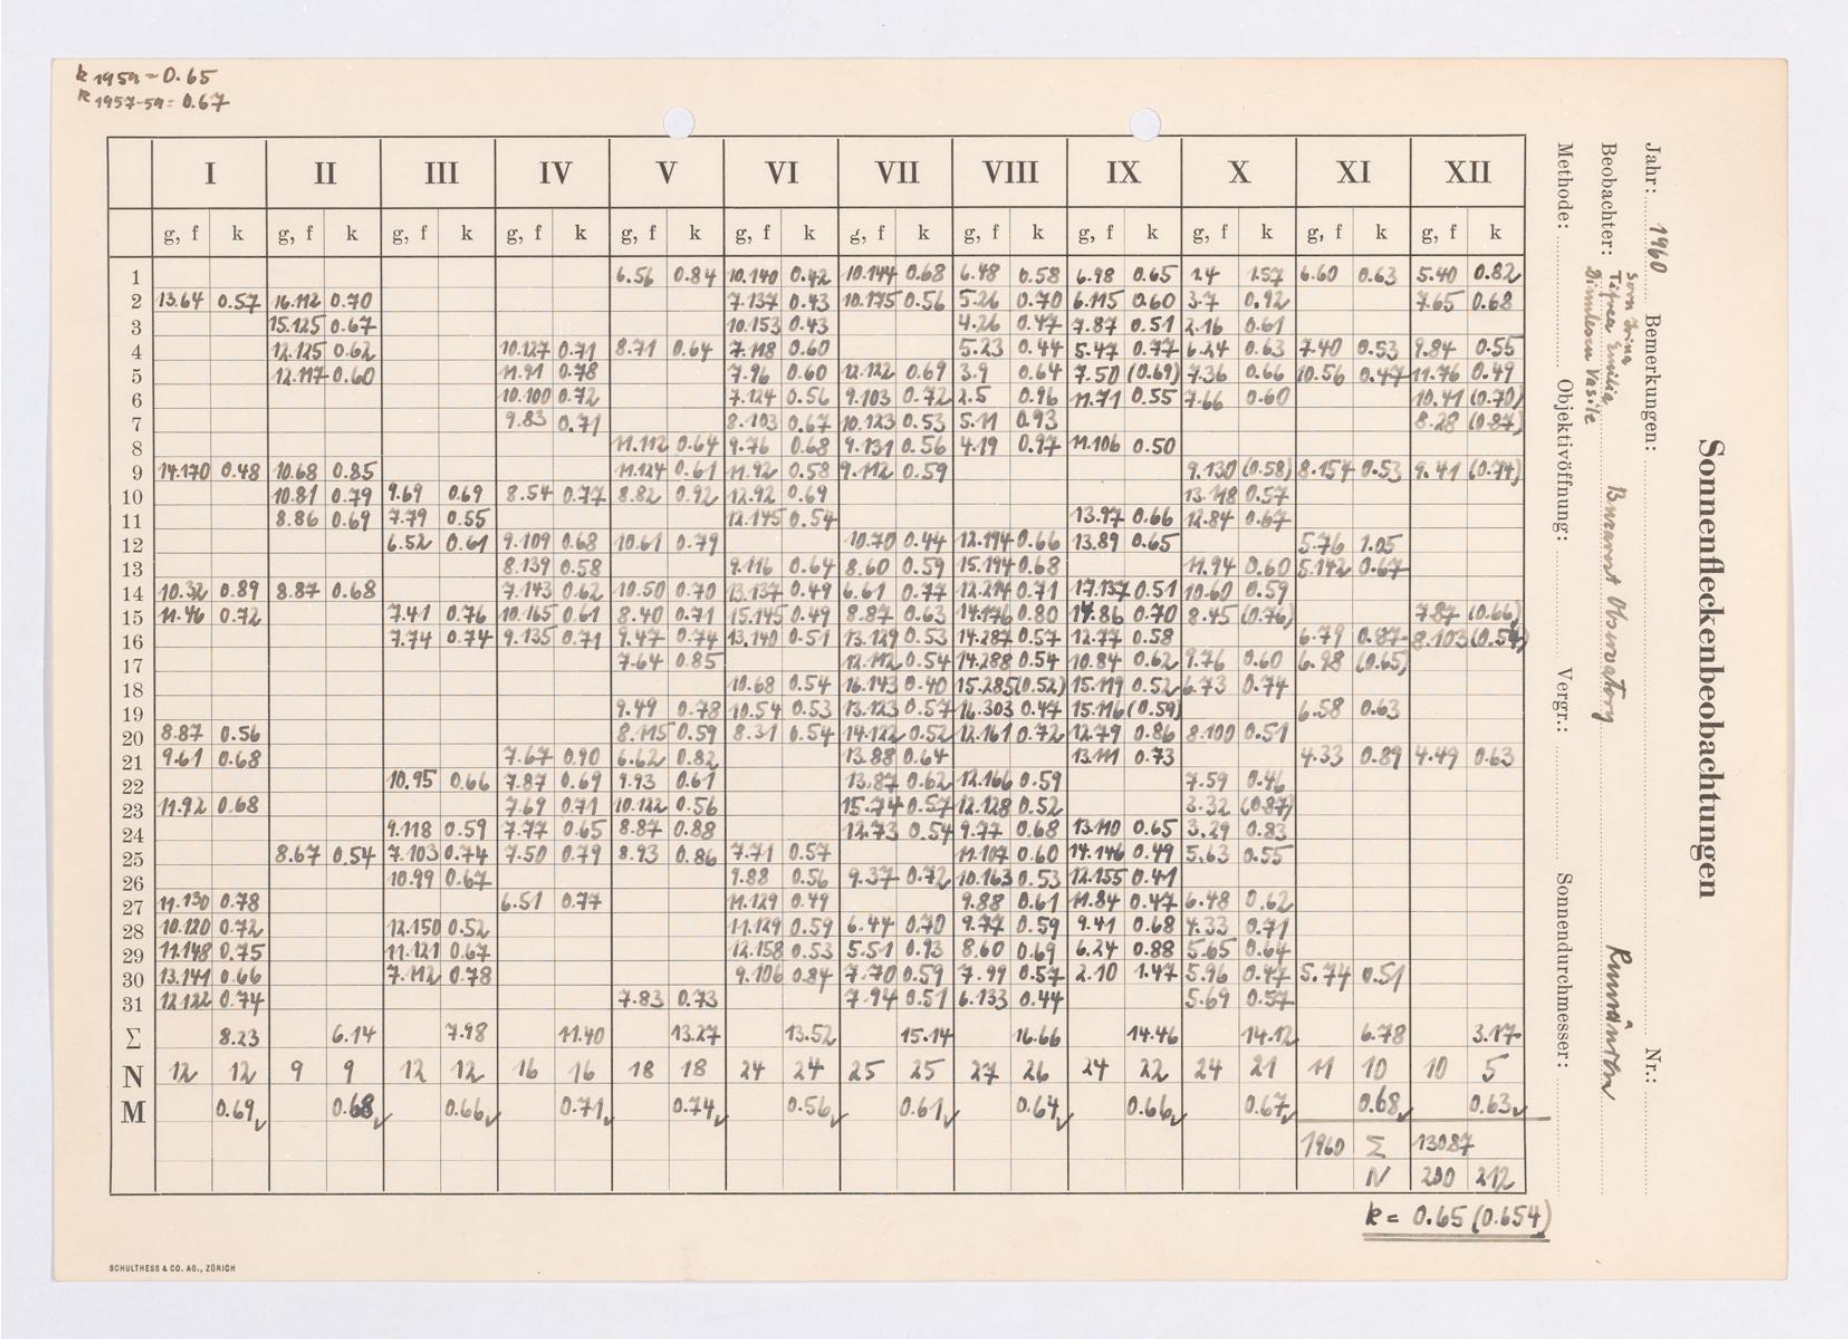 k 1959 = 0.65
k 1957-59 = 0.67
I II III IV V VI VII VIII IX X XI XII
g, f k g, f k g, f k g, f k g, f k g, f k g, f k g, f k g, f k g, f k g, f k g, f k
1 6.56 0.84 10.140 0.42 10.144 0.68 6.48 0.58 6.98 0.65 1.4 1.57 6.60 0.63 5.40 0.82
2 13.64 0.57 16.112 0.70 7.137 0.43 10.175 0.56 5.26 0.70 6.115 0.60 3.7 0.92 7.65 0.68
3 15.125 0.67 10.153 0.43 4.26 0.47 7.87 0.51 2.16 0.61
4 12.125 0.62 10.127 0.71 8.71 0.64 7.118 0.60 5.23 0.44 5.47 0.77 6.24 0.63 7.40 0.53 9.84 0.55
5 12.117 0.60 11.91 0.78 7.96 0.60 12.122 0.69 3.9 0.64 7.50 (0.69) 7.36 0.66 10.56 0.47 11.76 0.49
6 10.100 0.72 7.124 0.56 9.103 0.72 2.5 0.96 11.71 0.55 7.66 0.60 10.41 (0.70)
7 9.83 0.71 8.103 0.67 10.123 0.53 5.11 0.93 8.28 (0.87)
8 11.112 0.64 9.76 0.68 9.131 0.56 4.19 0.97 11.106 0.50
9 14.170 0.48 10.68 0.85 11.124 0.61 11.92 0.58 9.112 0.59 9.130 (0.58) 8.154 0.53 9.41 (0.74)
10 10.81 0.79 9.69 0.69 8.54 0.77 8.82 0.92 12.92 0.69 13.118 0.57
11 8.86 0.69 7.79 0.55 12.145 0.54 13.97 0.66 12.84 0.67
12 6.52 0.61 9.109 0.68 10.61 0.79 10.70 0.44 12.194 0.66 13.89 0.65 5.76 1.05
13 8.139 0.58 9.116 0.64 8.60 0.59 15.194 0.68 11.94 0.60 5.142 0.67
14 10.32 0.89 8.87 0.68 7.143 0.62 10.50 0.70 13.137 0.49 6.61 0.77 12.214 0.71 17.137 0.51 10.60 0.59
15 11.46 0.72 7.41 0.76 10.165 0.61 8.40 0.71 15.145 0.49 8.87 0.63 14.176 0.80 14.86 0.70 8.45 (0.76) 7.87 (0.66)
16 7.74 0.74 9.135 0.71 9.47 0.74 13.140 0.51 13.129 0.53 14.287 0.57 12.77 0.58 6.79 0.87 8.103 (0.54)
17 7.64 0.85 12.112 0.54 14.288 0.54 10.84 0.62 9.76 0.60 6.98 (0.65)
18 10.68 0.54 16.143 0.40 15.285 (0.52) 15.119 0.52 6.73 0.74
19 9.49 0.78 10.54 0.53 13.123 0.57 16.303 0.47 15.116 (0.59) 6.58 0.63
20 8.87 0.56 8.115 0.59 8.31 0.54 14.122 0.52 12.161 0.72 12.79 0.86 8.100 0.51
21 9.61 0.68 7.67 0.90 6.62 0.82 13.88 0.64 13.111 0.73 4.33 0.89 4.49 0.63
22 10.95 0.66 7.87 0.69 9.93 0.61 13.87 0.62 12.166 0.59 7.59 0.46
23 11.92 0.68 7.69 0.71 10.122 0.56 15.74 0.57 12.128 0.52 3.32 (0.87)
24 9.118 0.59 7.77 0.65 8.87 0.88 12.73 0.54 9.77 0.68 13.110 0.65 3.29 0.83
25 8.67 0.54 7.103 0.74 7.50 0.79 8.93 0.86 7.71 0.57 11.107 0.60 14.146 0.49 5.63 0.55
26 10.99 0.67 9.88 0.56 9.37 0.72 10.163 0.53 12.155 0.41
27 11.130 0.78 6.51 0.77 11.129 0.49 9.88 0.61 11.84 0.47 6.48 0.62
28 10.120 0.72 12.150 0.52 11.129 0.59 6.44 0.70 9.77 0.59 9.41 0.68 4.33 0.71
29 11.148 0.75 11.121 0.67 12.158 0.53 5.51 0.93 8.60 0.69 6.24 0.88 5.65 0.64
30 13.141 0.66 7.112 0.78 9.106 0.84 7.70 0.59 7.99 0.57 2.10 1.47 5.96 0.47 5.74 0.51
31 12.122 0.74 7.83 0.73 7.94 0.51 6.133 0.44 5.69 0.57
Σ 8.23 6.14 7.98 11.40 13.27 13.52 15.14 16.66 14.46 14.12 6.78 3.17
N 12 12 9 9 12 12 16 16 18 18 24 24 25 25 27 26 24 22 24 21 11 10 10 5
M 0.69 0.68 0.66 0.71 0.74 0.56 0.61 0.64 0.66 0.67 0.68 0.63
1960 Σ 130.87
N 200 212
k = 0.65 (0.654)
SCHULTHESS & CO. AG., ZÜRICH
Sonnenfleckenbeobachtungen
Jahr: 1960 Bemerkungen: Nr.:
Beobachter: Bucarest Observatory Rumänien
Dimitrescu Vasile
Methode: Objektivöffnung: Vergr.: Sonnendurchmesser: